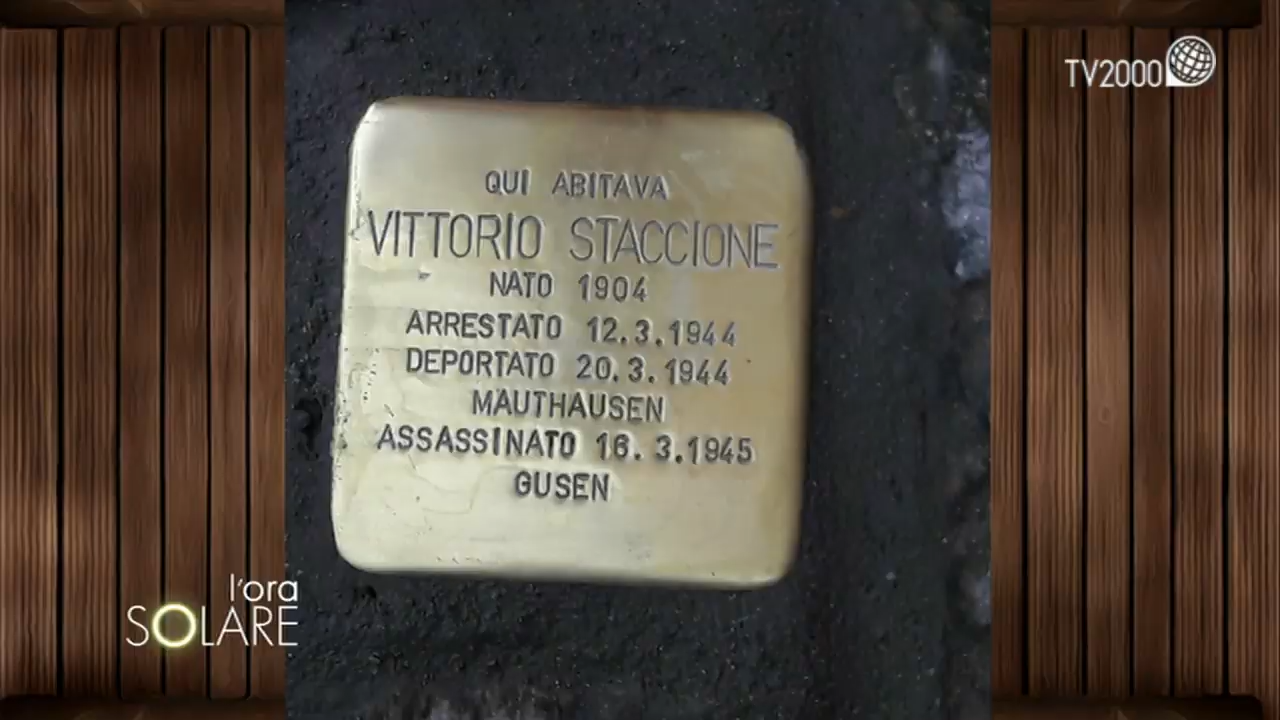 TV2000
QUI ABITAVA
VITTORIO STACCIONE
NATO 1904
ARRESTATO 12.3.1944
DEPORTATO 20.3.1944
MAUTHAUSEN
ASSASSINATO 16.3.1945
GUSEN
l'ora
SOLARE